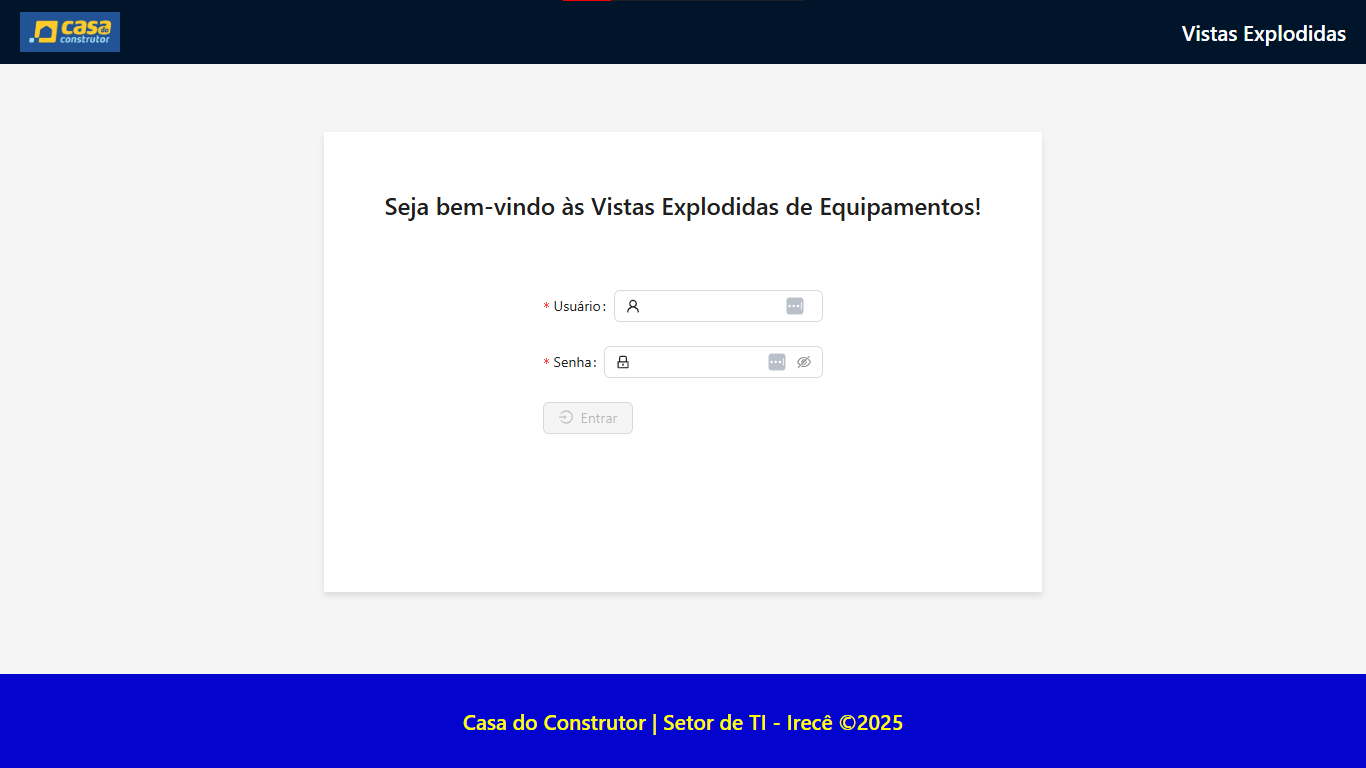 casa do
construtor
Vistas Explodidas
Seja bem-vindo às Vistas Explodidas de Equipamentos!
* Usuário:
* Senha:
Entrar
Casa do Construtor | Setor de TI - Irecê ©2025